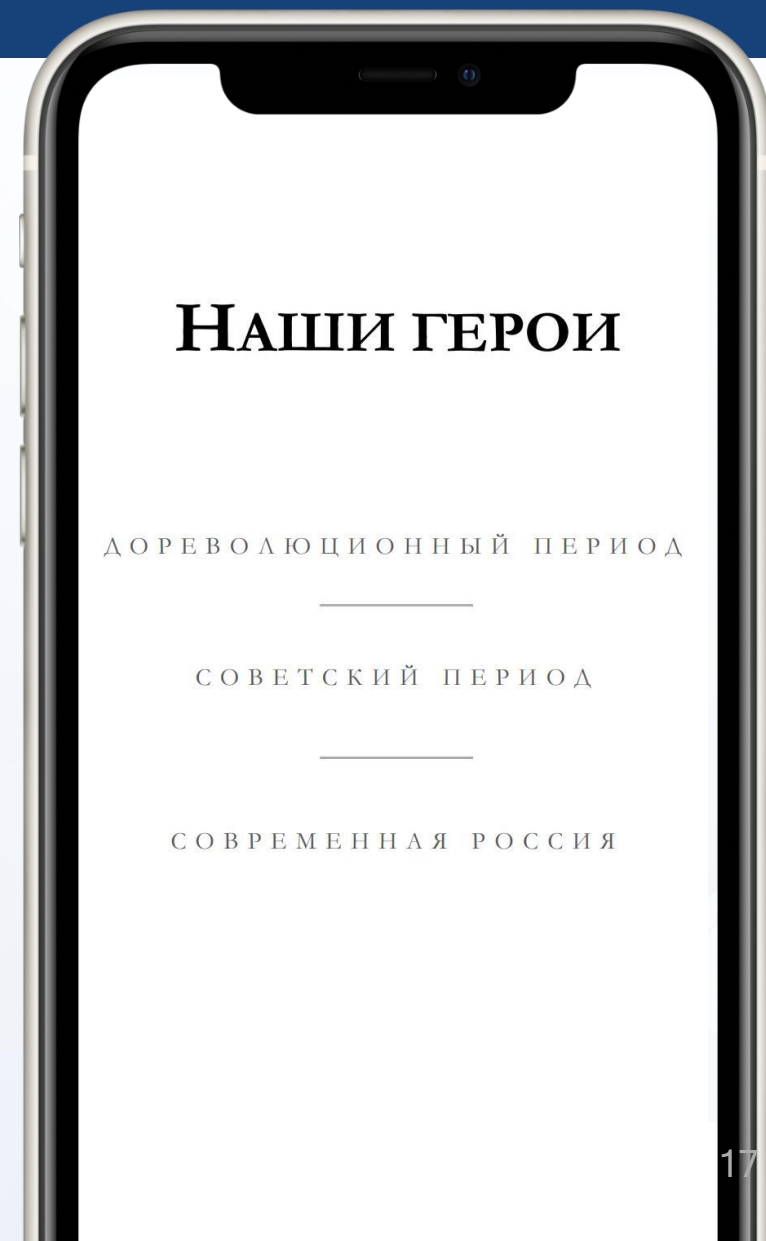 Наши герои
ДОРЕВОЛЮЦИОННЫЙ ПЕРИОД
СОВЕТСКИЙ ПЕРИОД
СОВРЕМЕННАЯ РОССИЯ
17